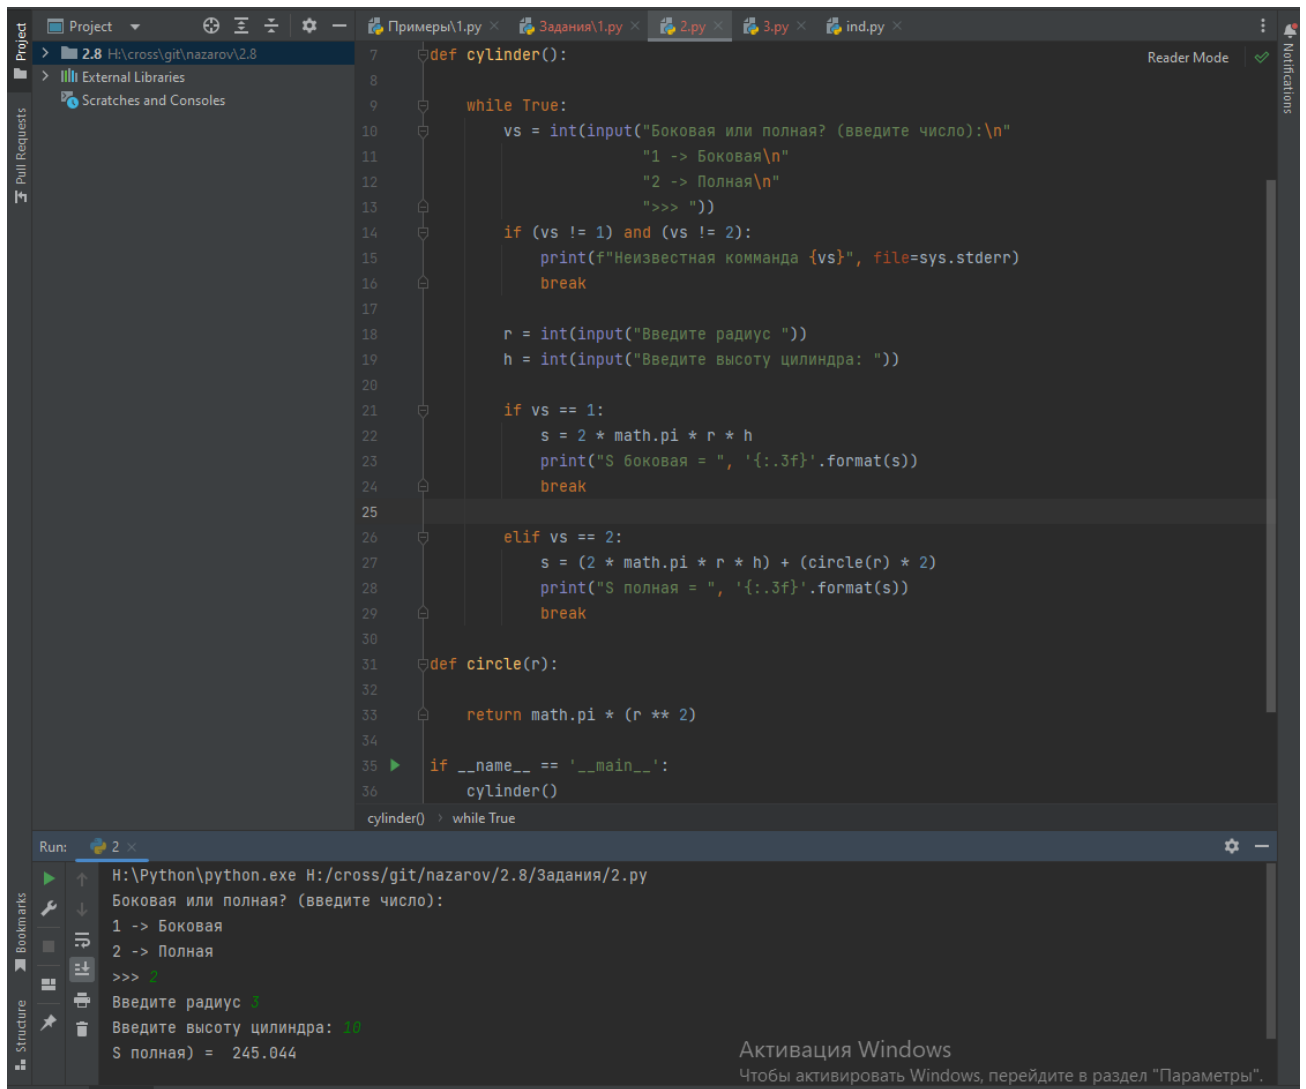 Project
Примеры\1.py
Задания\1.py
2.py
3.py
ind.py
Project
Pull Requests
Bookmarks
Structure
Notifications
2.8 H:\cross\git\nazarov\2.8
External Libraries
Scratches and Consoles
Reader Mode
7 def cylinder():
8
9 while True:
10 vs = int(input("Боковая или полная? (введите число):\n"
11 "1 -> Боковая\n"
12 "2 -> Полная\n"
13 ">>> "))
14 if (vs != 1) and (vs != 2):
15 print(f"Неизвестная комманда {vs}", file=sys.stderr)
16 break
17
18 r = int(input("Введите радиус "))
19 h = int(input("Введите высоту цилиндра: "))
20
21 if vs == 1:
22 s = 2 * math.pi * r * h
23 print("S боковая = ", '{:.3f}'.format(s))
24 break
25
26 elif vs == 2:
27 s = (2 * math.pi * r * h) + (circle(r) * 2)
28 print("S полная = ", '{:.3f}'.format(s))
29 break
30
31 def circle(r):
32
33 return math.pi * (r ** 2)
34
35 if __name__ == '__main__':
36 cylinder()
cylinder() › while True
Run: 2
H:\Python\python.exe H:/cross/git/nazarov/2.8/Задания/2.py
Боковая или полная? (введите число):
1 -> Боковая
2 -> Полная
>>> 2
Введите радиус 3
Введите высоту цилиндра: 10
S полная) =  245.044
Активация Windows
Чтобы активировать Windows, перейдите в раздел "Параметры".